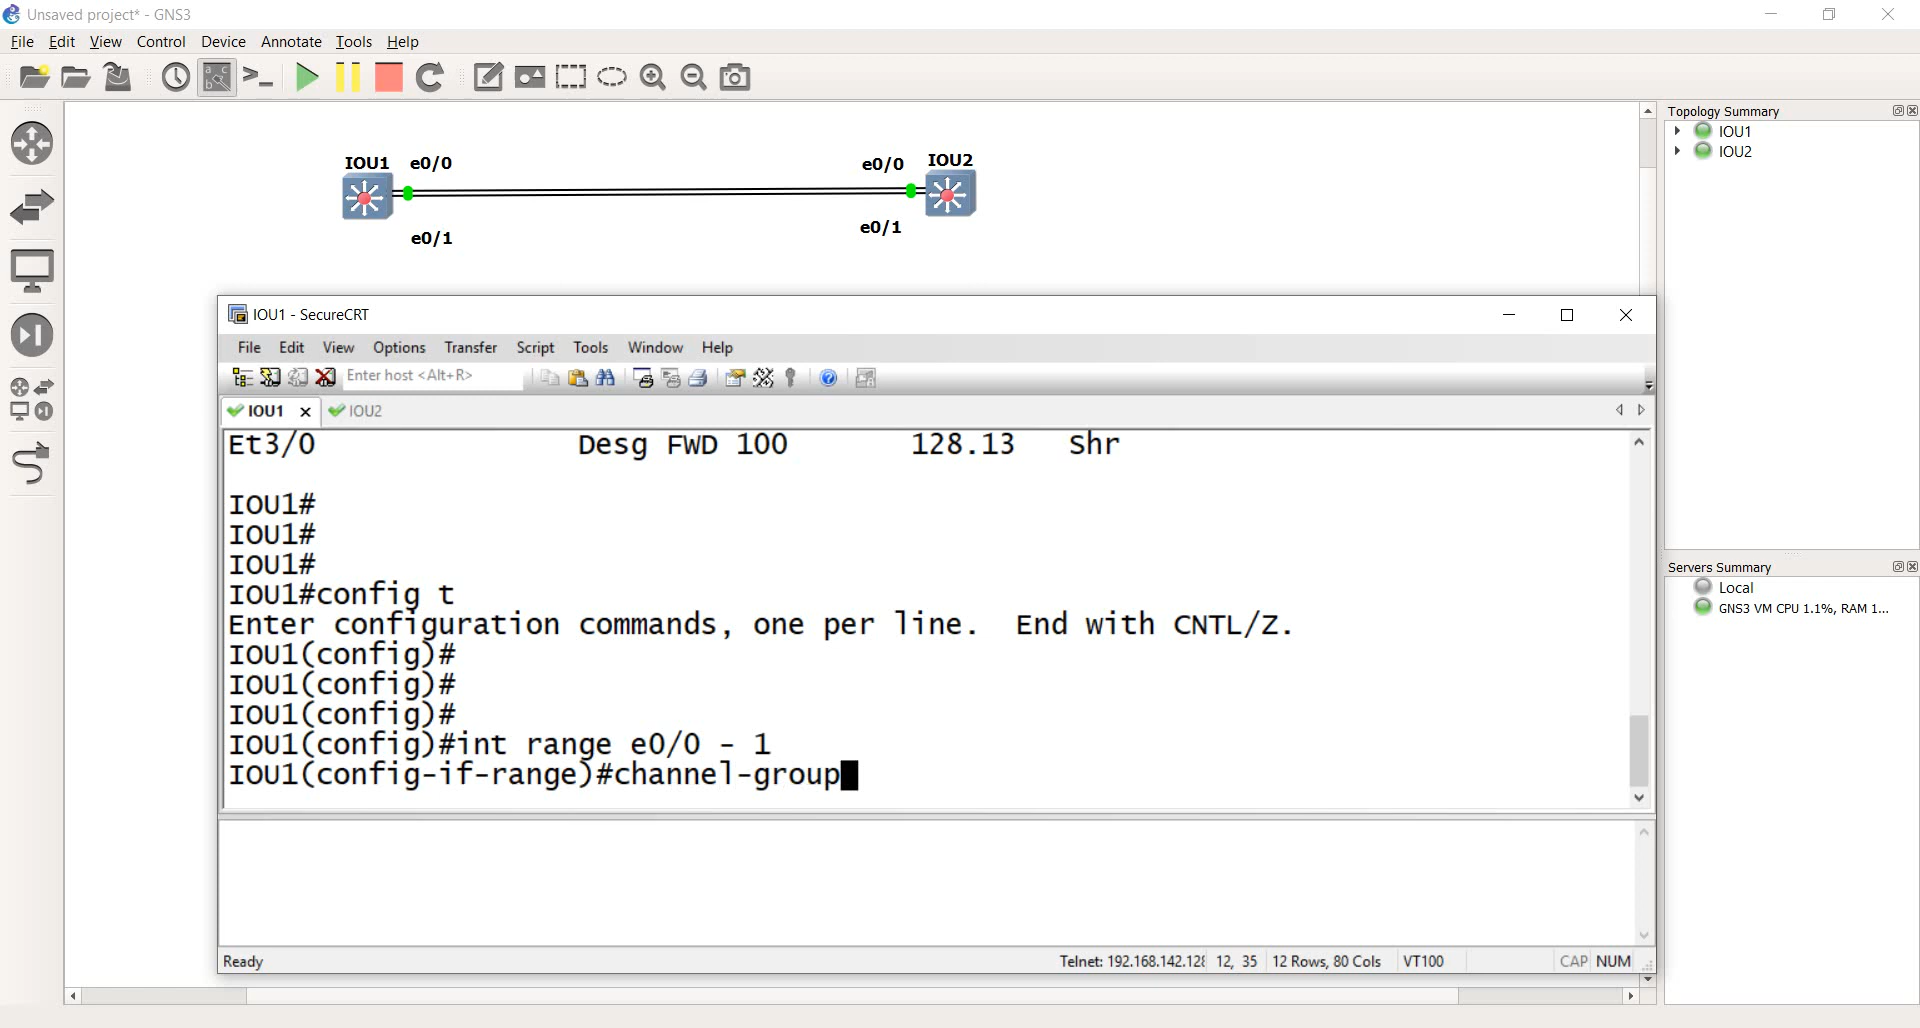 Unsaved project* - GNS3
File Edit View Control Device Annotate Tools Help
Topology Summary
IOU1
IOU2
IOU1 e0/0
e0/0 IOU2
e0/1
e0/1
IOU1 - SecureCRT
File Edit View Options Transfer Script Tools Window Help
Enter host <Alt+R>
IOU1 IOU2
Et3/0 Desg FWD 100 128.13 Shr
IOU1#
IOU1#
IOU1#
IOU1#config t
Enter configuration commands, one per line. End with CNTL/Z.
IOU1(config)#
IOU1(config)#
IOU1(config)#
IOU1(config)#int range e0/0 - 1
IOU1(config-if-range)#channel-group
Ready Telnet: 192.168.142.128 12, 35 12 Rows, 80 Cols VT100 CAP NUM
Servers Summary
Local
GNS3 VM CPU 1.1%, RAM 1...